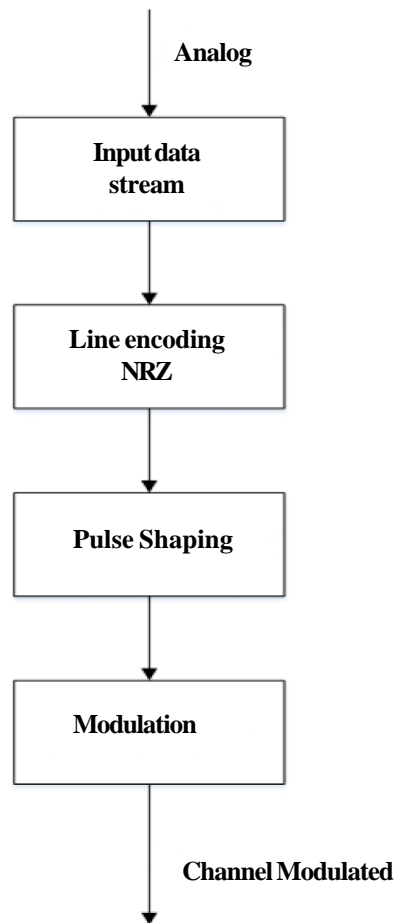 Analog
Input data
stream
Line encoding
NRZ
Pulse Shaping
Modulation
Channel Modulated